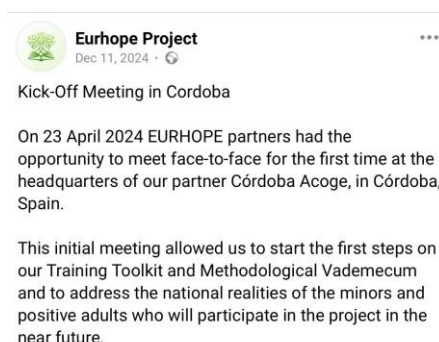 Eurhope Project
Dec 11, 2024 ·
Kick-Off Meeting in Cordoba
On 23 April 2024 EURHOPE partners had the
opportunity to meet face-to-face for the first time at the
headquarters of our partner Córdoba Acoge, in Córdoba,
Spain.
This initial meeting allowed us to start the first steps on
our Training Toolkit and Methodological Vademecum
and to address the national realities of the minors and
positive adults who will participate in the project in the
near future.